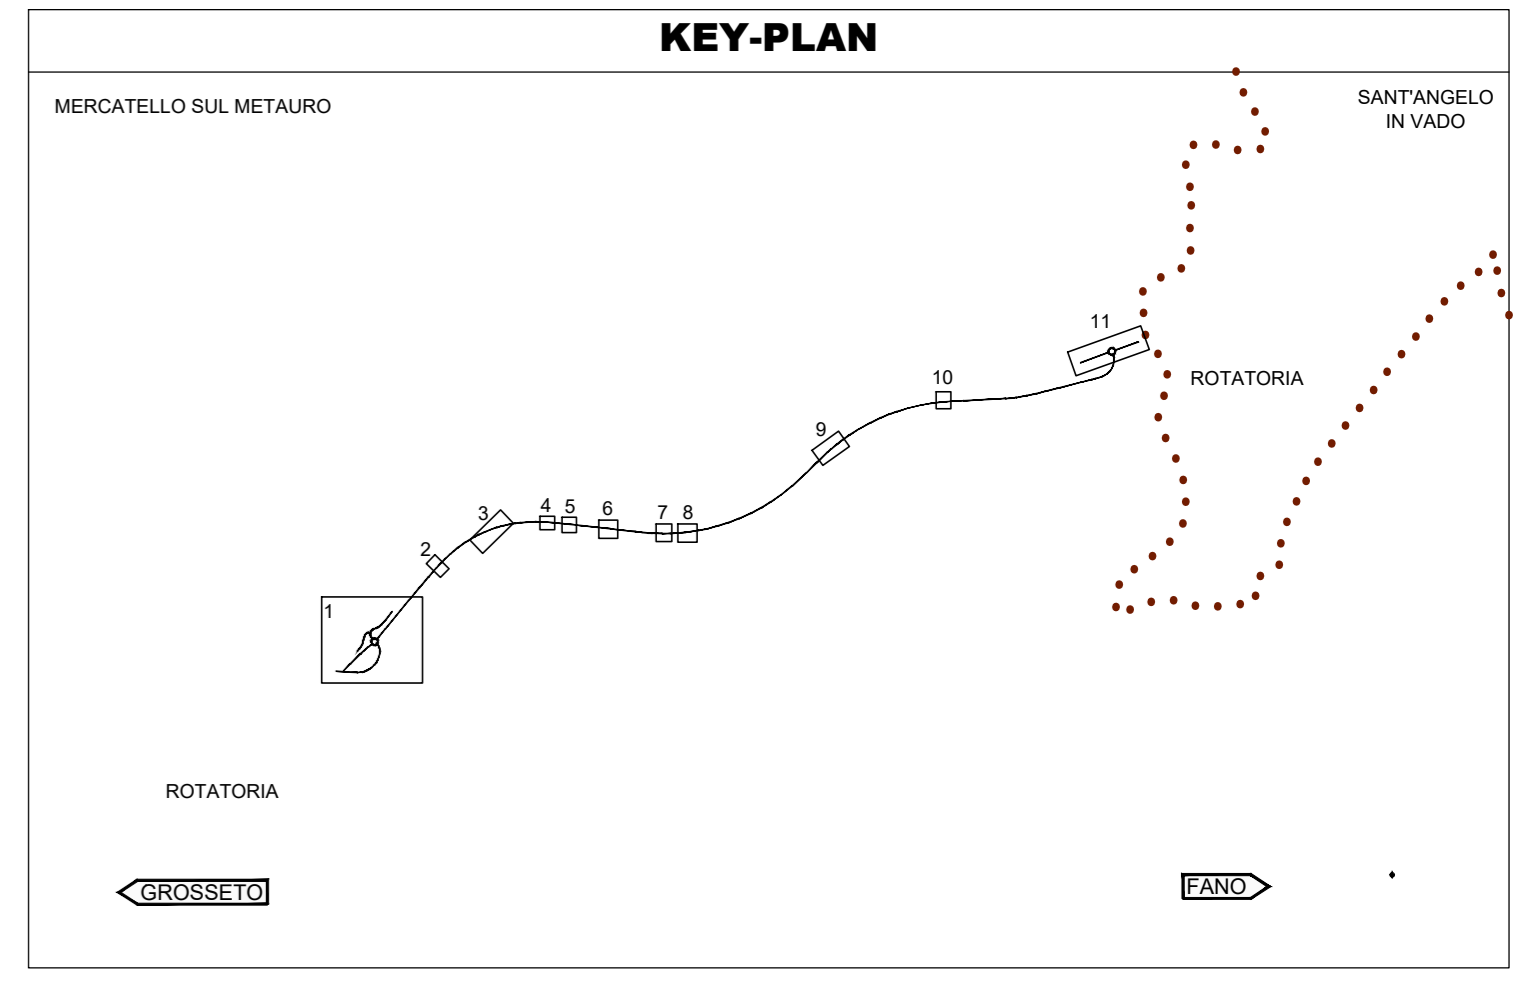 KEY-PLAN
MERCATELLO SUL METAURO
SANT'ANGELO
IN VADO
11
ROTATORIA
10
9
4
5
6
7
8
3
2
1
ROTATORIA
GROSSETO
FANO